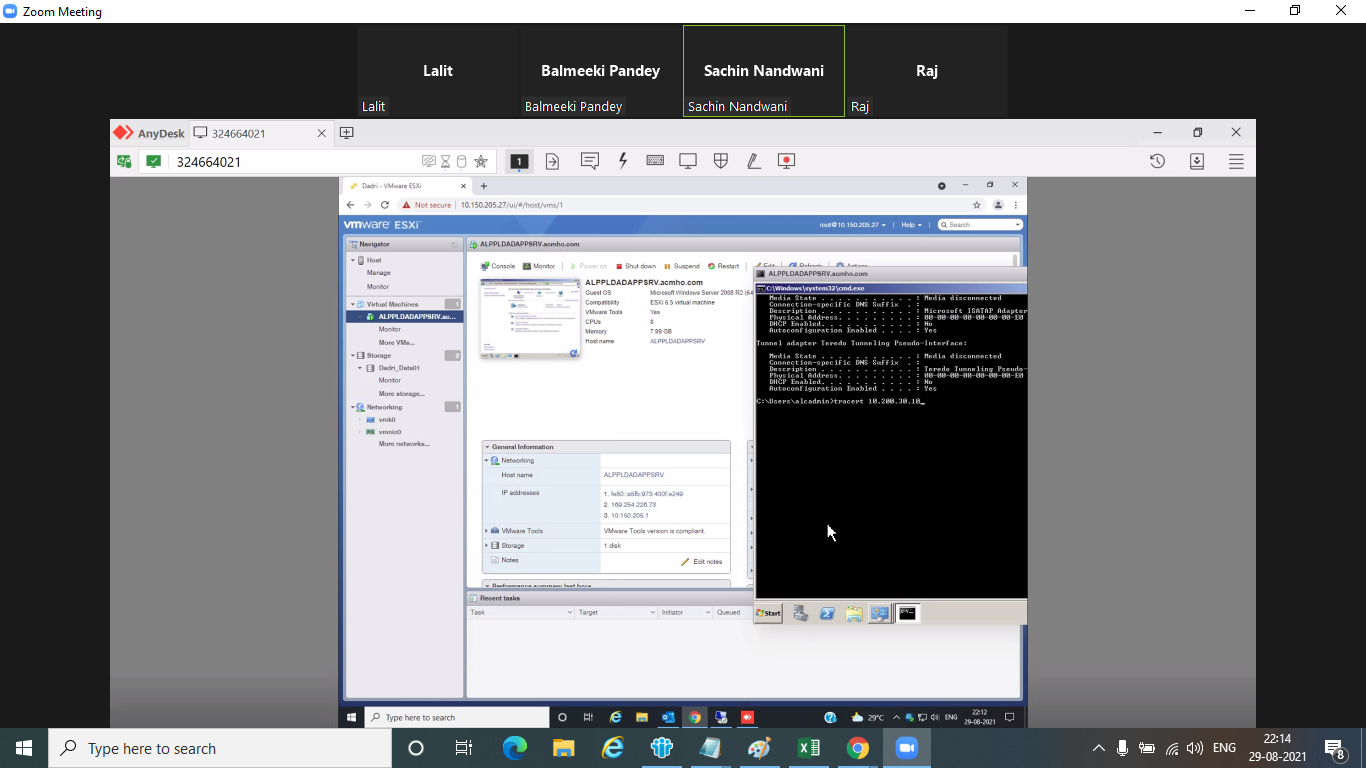 Zoom Meeting
Lalit
Balmeeki Pandey
Sachin Nandwani
Raj
Lalit
Balmeeki Pandey
Sachin Nandwani
Raj
AnyDesk
324664021
324664021
1
Dadri - VMware ESXi
Not secure | 10.150.205.27/ui/#/host/vms/1
vmware ESXi
root@10.150.205.27 | Help | Search
Navigator
Host
Manage
Monitor
Virtual Machines 1
ALPPLDADAPPSRV.ac...
Monitor
More VMs...
Storage 2
Dadri_Data01
Monitor
More storage...
Networking 1
vmk0
vmnic0
More networks...
ALPPLDADAPPSRV.acmho.com
Console Monitor | Power on Shut down Suspend Restart | Edit Refresh Actions
ALPPLDADAPPSRV.acmho.com
Guest OS Microsoft Windows Server 2008 R2 (64
Compatibility ESXi 6.5 virtual machine
VMware Tools Yes
CPUs 8
Memory 7.99 GB
Host name ALPPLDADAPPSRV
General Information
Networking
Host name ALPPLDADAPPSRV
IP addresses 1. fe80::a5fb:973:400f:e249
2. 169.254.226.73
3. 10.150.205.1
VMware Tools VMware Tools version is compliant.
Storage 1 disk
Notes Edit notes
Performance summary last hour
Recent tasks
Task Target Initiator Queued
ALPPLDADAPPSRV.acmho.com
C:\Windows\system32\cmd.exe
Media State . . . . . . . . . . . : Media disconnected
Connection-specific DNS Suffix . :
Description . . . . . . . . . . . : Microsoft ISATAP Adapter
Physical Address. . . . . . . . . : 00-00-00-00-00-00-00-E0
DHCP Enabled. . . . . . . . . . . : No
Autoconfiguration Enabled . . . . : Yes
Tunnel adapter Teredo Tunneling Pseudo-Interface:
Media State . . . . . . . . . . . : Media disconnected
Connection-specific DNS Suffix . :
Description . . . . . . . . . . . : Teredo Tunneling Pseudo-
Physical Address. . . . . . . . . : 00-00-00-00-00-00-00-E0
DHCP Enabled. . . . . . . . . . . : No
Autoconfiguration Enabled . . . . : Yes
C:\Users\alcadmin>tracert 10.200.30.10_
Start
Type here to search
29°C
ENG
22:12
29-08-2021
Type here to search
ENG
22:14
29-08-2021
8